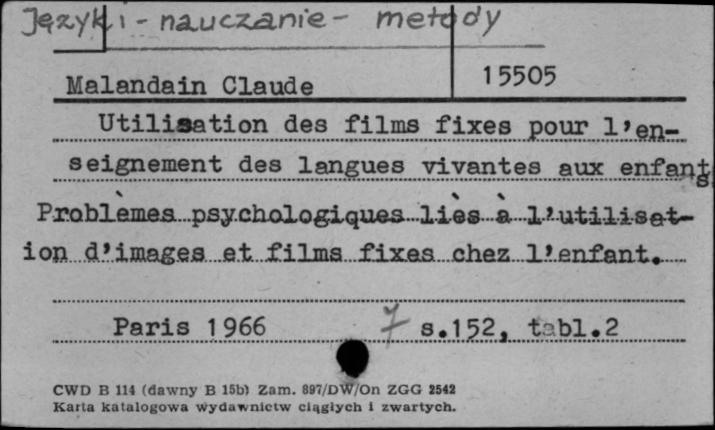 Języki - nauczanie - metody
Malandain Claude 15505
Utilisation des films fixes pour l'en-
seignement des langues vivantes aux enfants
Problèmes psychologiques liès à l'utilisat-
ion d'images et films fixes chez l'enfant.
Paris 1966 7 s.152, tabl.2
CWD B 114 (dawny B 15b) Zam. 897/DW/On ZGG 2542
Karta katalogowa wydawnictw ciągłych i zwartych.